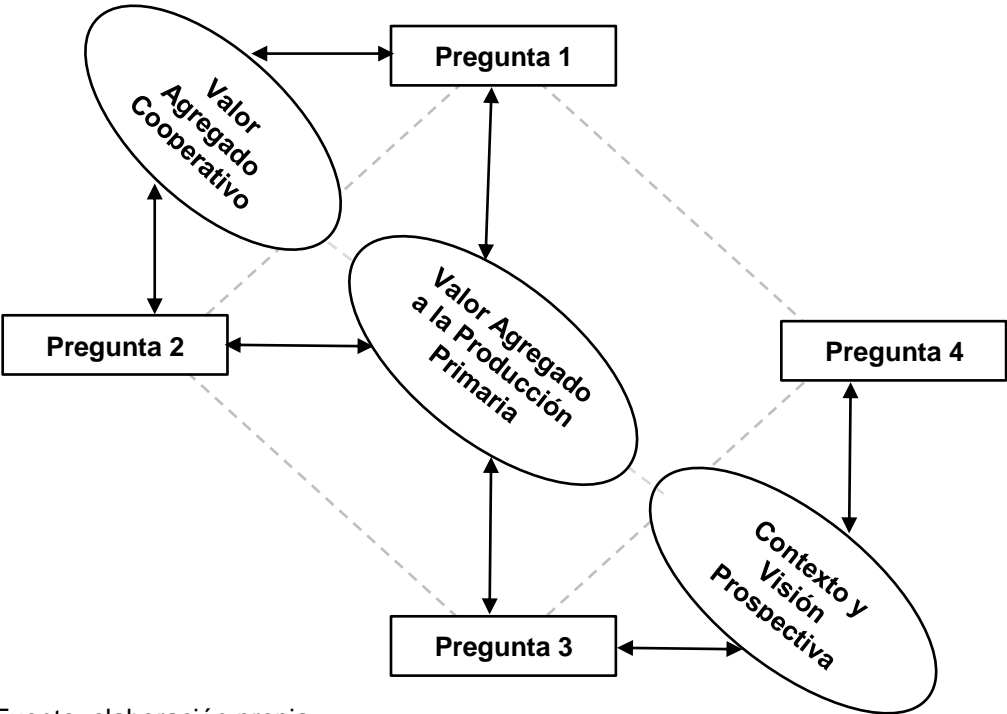 Pregunta 1
Valor
Agregado
Cooperativo
Valor Agregado
a la Producción
Primaria
Pregunta 2
Pregunta 4
Contexto y
Visión
Prospectiva
Pregunta 3